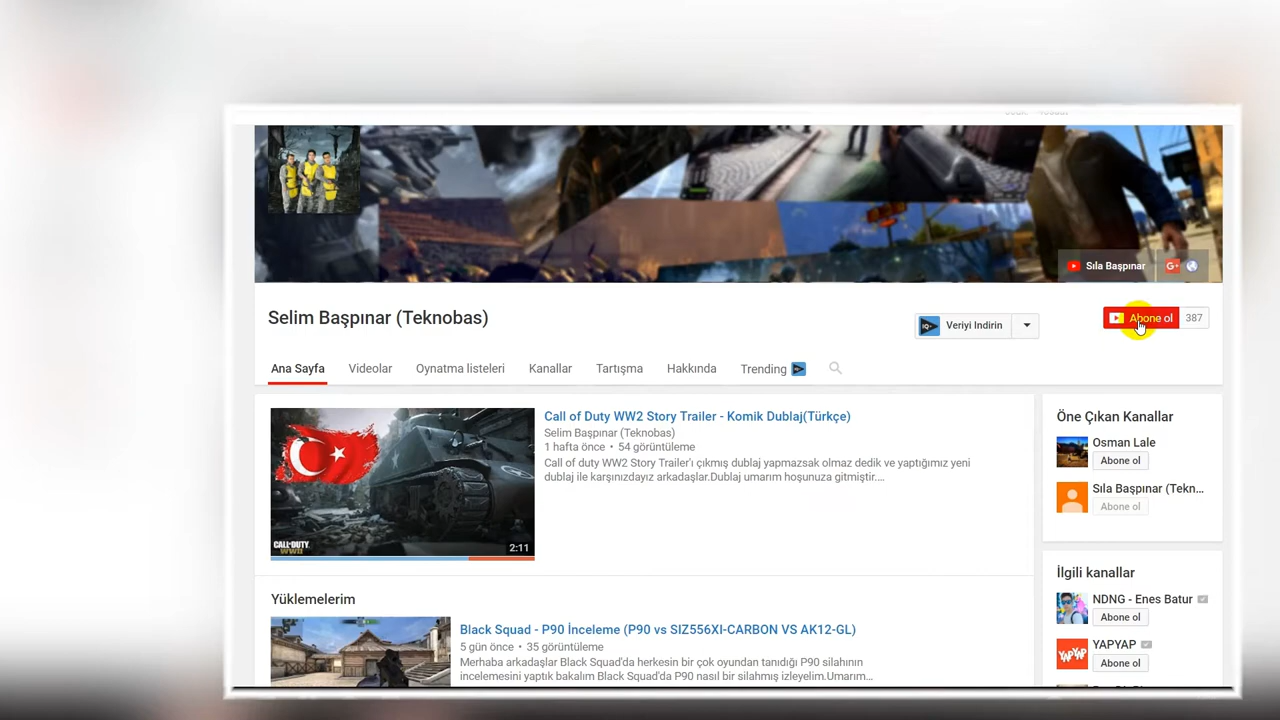 Sıla Başpınar
G+
Selim Başpınar (Teknobas)
Veriyi Indirin
Abone ol 387
Ana Sayfa Videolar Oynatma listeleri Kanallar Tartışma Hakkında Trending
Call of Duty WW2 Story Trailer - Komik Dublaj(Türkçe)
Selim Başpınar (Teknobas)
1 hafta önce • 54 görüntüleme
Call of duty WW2 Story Trailer'ı çıkmış dublaj yapmazsak olmaz dedik ve yaptığımız yeni
dublaj ile karşınızdayız arkadaşlar.Dublaj umarım hoşunuza gitmiştir....
CALL OF DUTY
WWII
2:11
Öne Çıkan Kanallar
Osman Lale
Abone ol
Sıla Başpınar (Tekn...
Abone ol
Yüklemelerim
Black Squad - P90 İnceleme (P90 vs SIZ556XI-CARBON VS AK12-GL)
5 gün önce • 35 görüntüleme
Merhaba arkadaşlar Black Squad'da herkesin bir çok oyundan tanıdığı P90 silahının
incelemesini yaptık bakalım Black Squad'da P90 nasıl bir silahmış izleyelim.Umarım...
İlgili kanallar
NDNG - Enes Batur
Abone ol
YAPYAP
YAPYAP
Abone ol